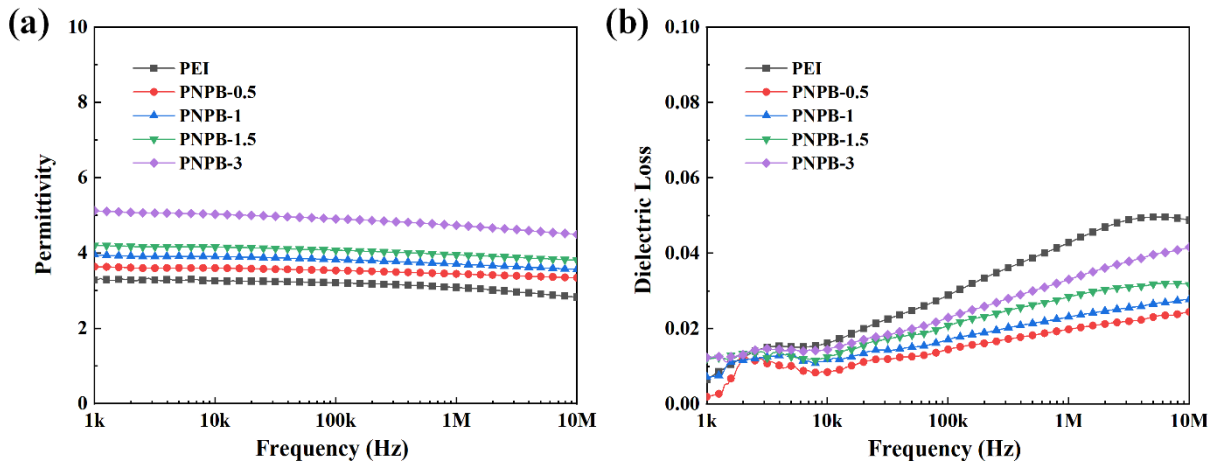 (a)
10
8
6
4
2
0
Permittivity
PEI
PNPB-0.5
PNPB-1
PNPB-1.5
PNPB-3
1k
10k
100k
1M
10M
Frequency (Hz)
(b)
0.10
0.08
0.06
0.04
0.02
0.00
Dielectric Loss
PEI
PNPB-0.5
PNPB-1
PNPB-1.5
PNPB-3
1k
10k
100k
1M
10M
Frequency (Hz)